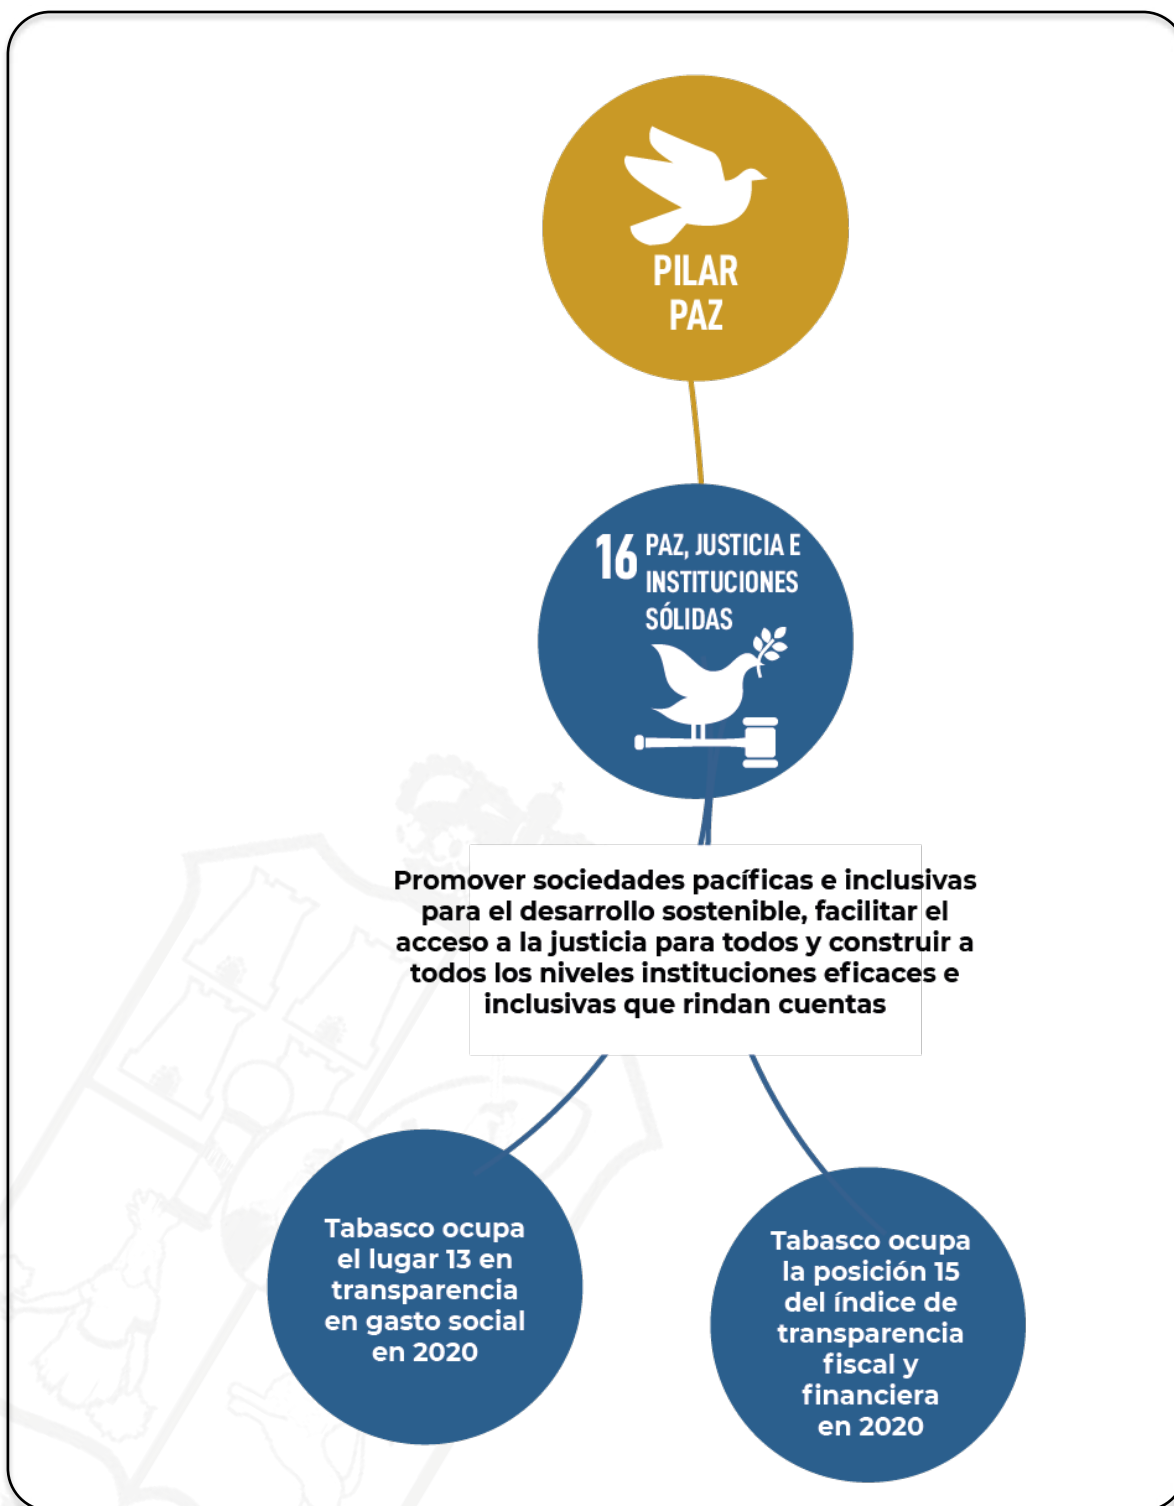 PILAR
PAZ
16 PAZ, JUSTICIA E
INSTITUCIONES
SÓLIDAS
Promover sociedades pacíficas e inclusivas
para el desarrollo sostenible, facilitar el
acceso a la justicia para todos y construir a
todos los niveles instituciones eficaces e
inclusivas que rindan cuentas
Tabasco ocupa
el lugar 13 en
transparencia
en gasto social
en 2020
Tabasco ocupa
la posición 15
del índice de
transparencia
fiscal y
financiera
en 2020